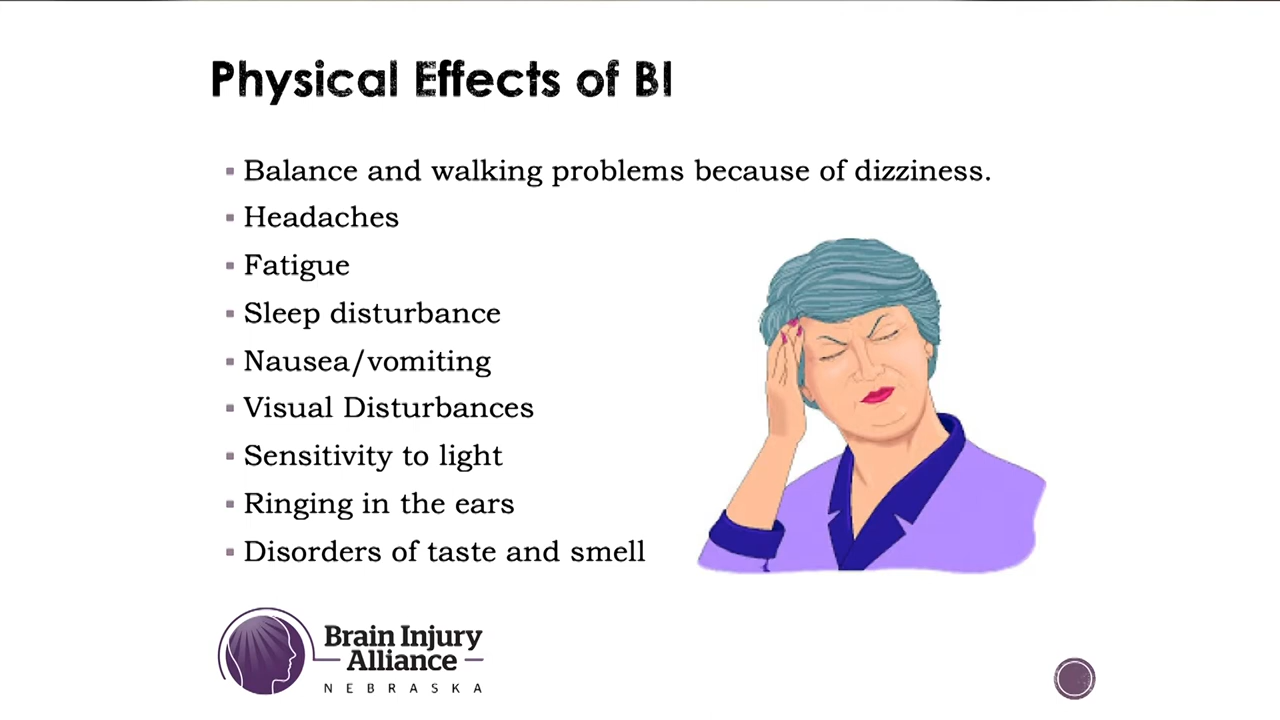 Physical Effects of BI
Balance and walking problems because of dizziness.
Headaches
Fatigue
Sleep disturbance
Nausea/vomiting
Visual Disturbances
Sensitivity to light
Ringing in the ears
Disorders of taste and smell
Brain Injury
Alliance
NEBRASKA